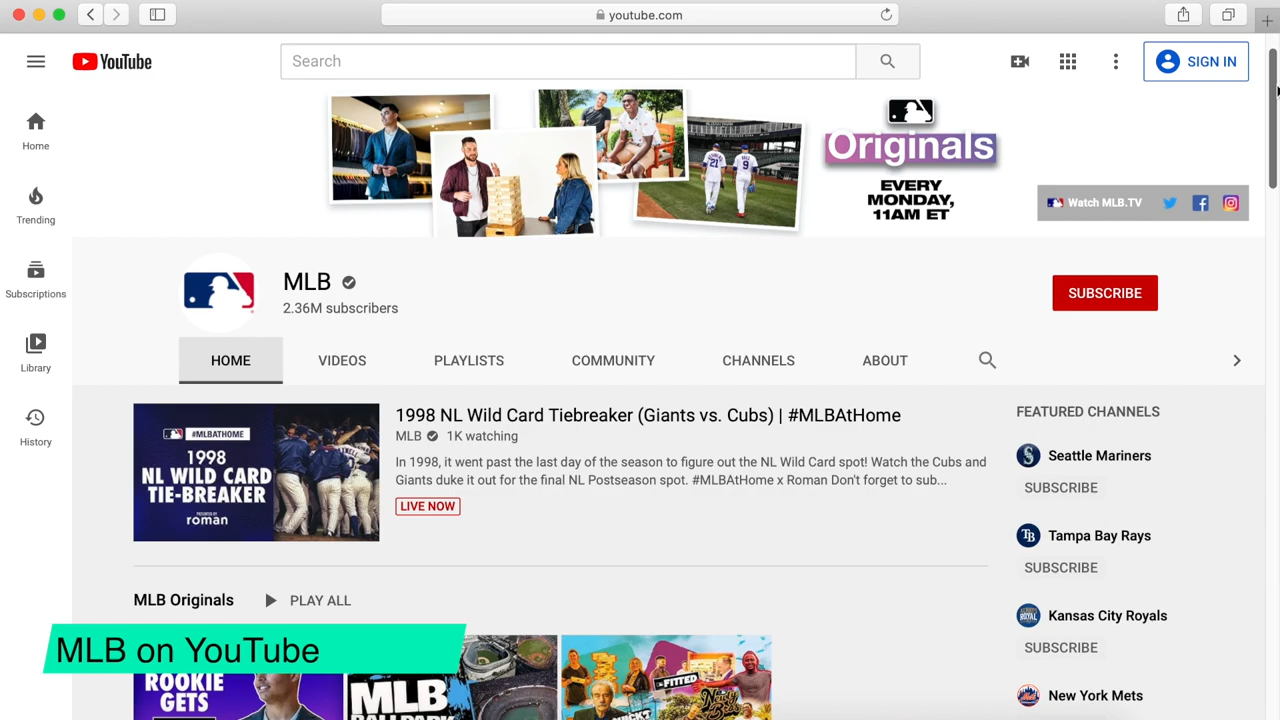 youtube.com
YouTube
Search
SIGN IN
Home
Trending
Subscriptions
Library
History
Originals
EVERY
MONDAY,
11AM ET
Watch MLB.TV
MLB
2.36M subscribers
SUBSCRIBE
HOME VIDEOS PLAYLISTS COMMUNITY CHANNELS ABOUT
#MLBATHOME
1998
NL WILD CARD
TIE-BREAKER
PRESENTED BY
roman
1998 NL Wild Card Tiebreaker (Giants vs. Cubs) | #MLBAtHome
MLB 1K watching
In 1998, it went past the last day of the season to figure out the NL Wild Card spot! Watch the Cubs and
Giants duke it out for the final NL Postseason spot. #MLBAtHome x Roman Don't forget to sub...
LIVE NOW
FEATURED CHANNELS
Seattle Mariners
SUBSCRIBE
Tampa Bay Rays
SUBSCRIBE
Kansas City Royals
SUBSCRIBE
New York Mets
MLB Originals PLAY ALL
MLB on YouTube
ROOKIE
GETS
MLB
FITTED